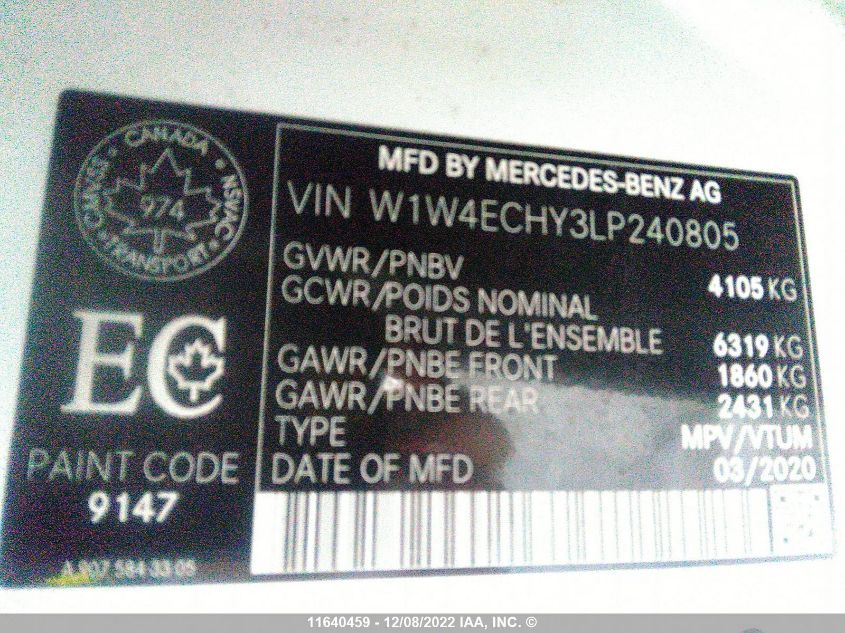 CANADA
SVMAC NSVAC
974
TRANSPORT
EC
PAINT CODE
9147
A 907 584 33 05
MFD BY MERCEDES-BENZ AG
VIN W1W4ECHY3LP240805
GVWR/PNBV 4105 KG
GCWR/POIDS NOMINAL
BRUT DE L'ENSEMBLE 6319 KG
GAWR/PNBE FRONT 1860 KG
GAWR/PNBE REAR 2431 KG
TYPE MPV/VTUM
DATE OF MFD 03/2020
11640459 - 12/08/2022 IAA, INC. ©